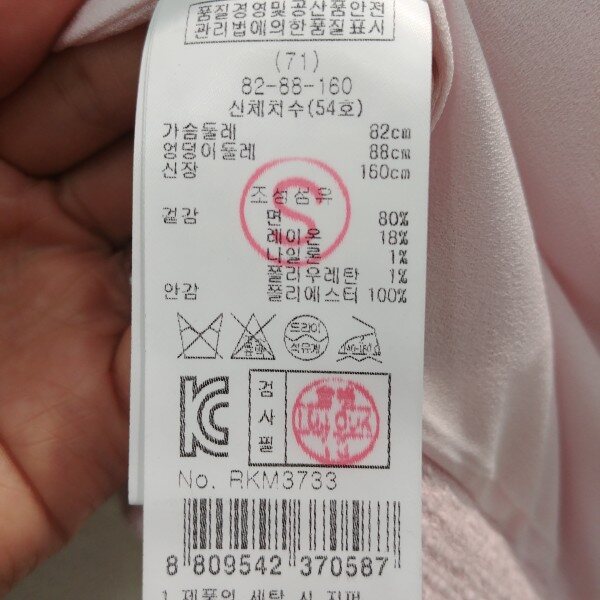 품질경영및공산품안전
관리법에의한품질표시
(71)
82-88-160
신체치수(54호)
가슴둘레 82cm
엉덩이둘레 88cm
신장 160cm
조성섬유
겉감 면 80%
레이온 18%
나일론 1%
폴리우레탄 1%
안감 폴리에스터 100%
S
드라이
석유계
검
사
필
No. RKM3733
8 809542 370587